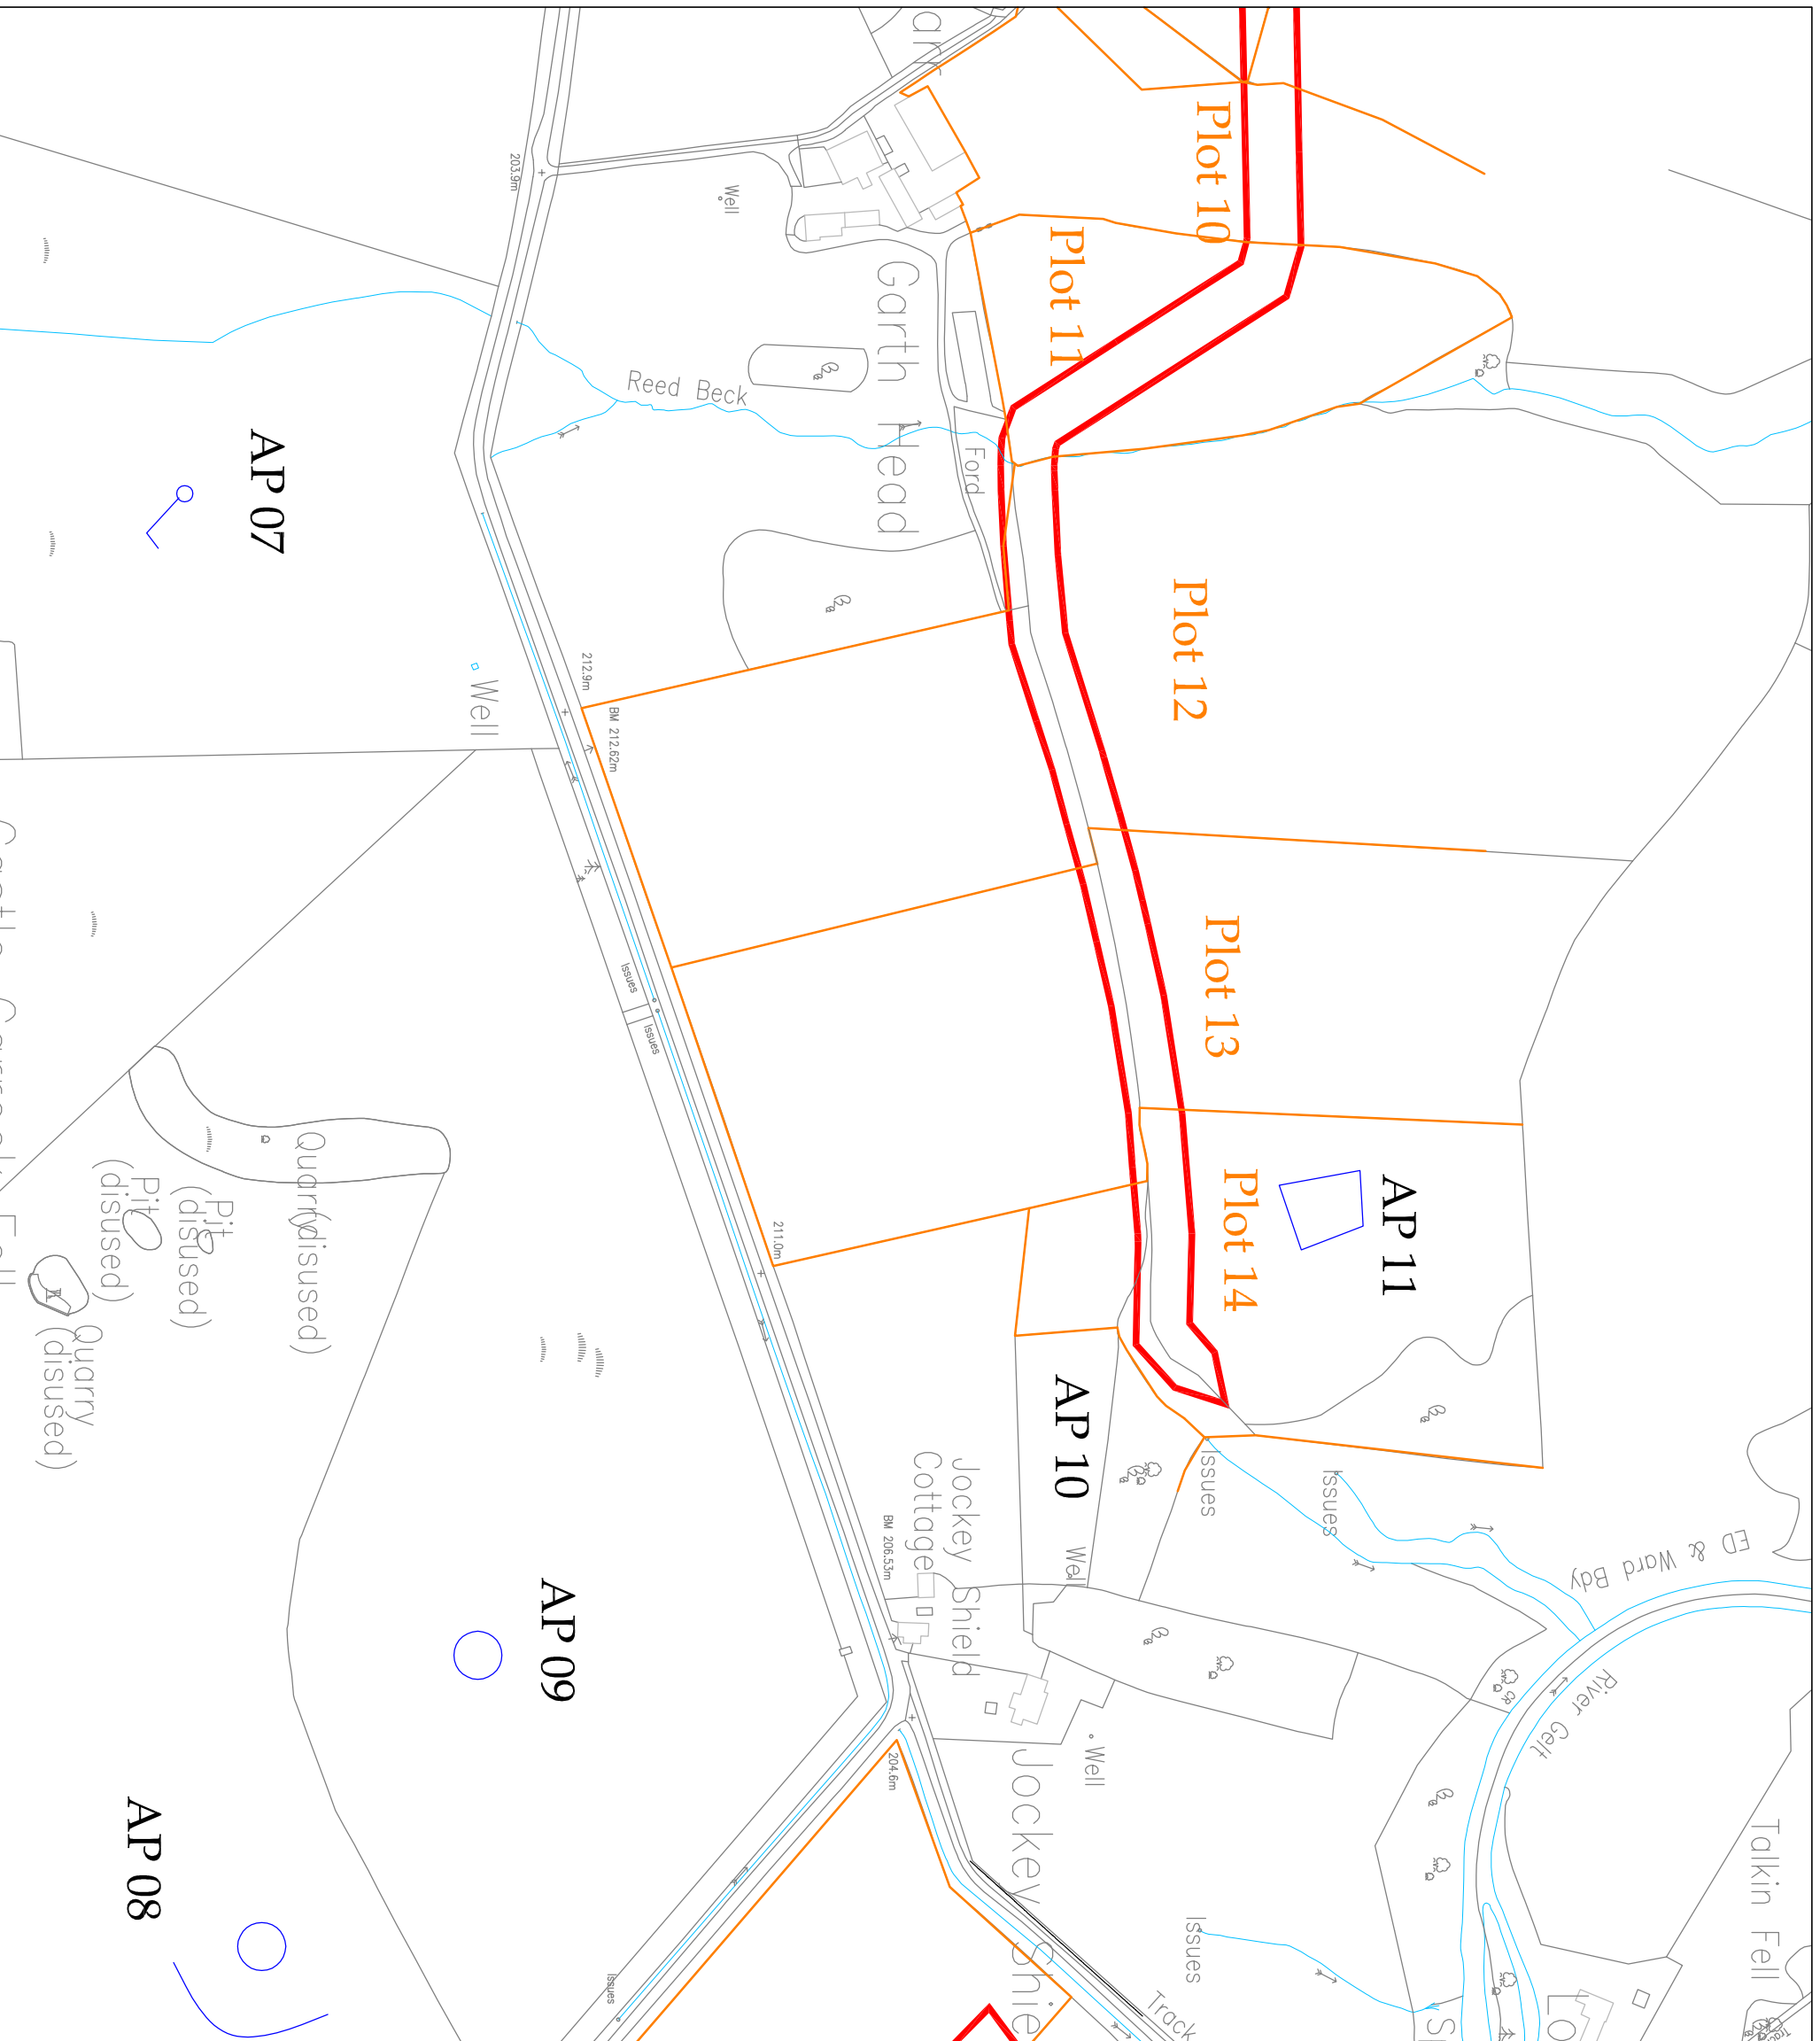 Plot 10
Plot 11
Plot 12
Plot 13
Plot 14
AP 11
AP 10
AP 07
AP 09
AP 08
203.9m
Well
Garth Head
Reed Beck
Ford
Well
212.9m
BM 212.62m
Issues
Issues
211.0m
Quarry
(disused)
Pit
(disused)
Pit
(disused)
Quarry
(disused)
Jockey Shield
Cottage
BM 206.53m
Issues
Issues
ED & Ward Bdy
River Gelt
Well
204.6m
Talkin Fell
Issues
Track
Issues
Jockey